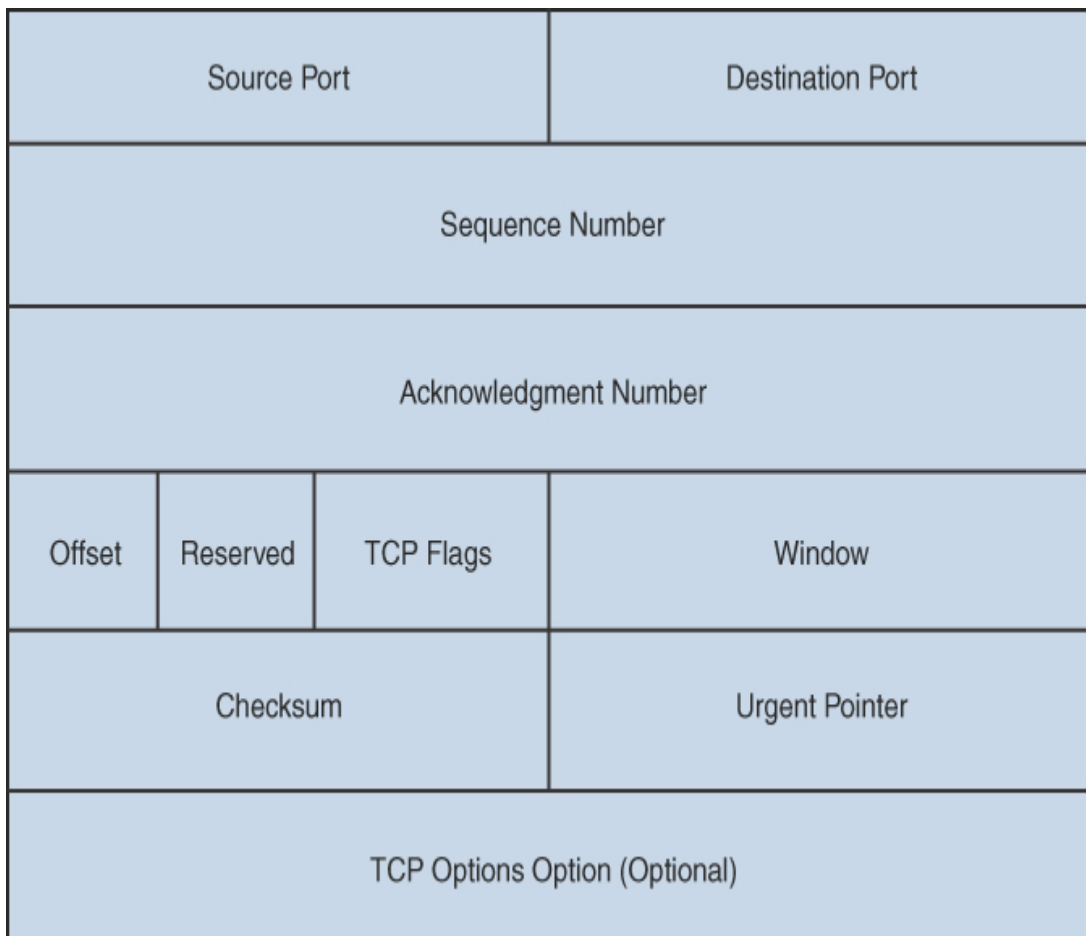 Source Port
Destination Port
Sequence Number
Acknowledgment Number
Offset
Reserved
TCP Flags
Window
Checksum
Urgent Pointer
TCP Options Option (Optional)